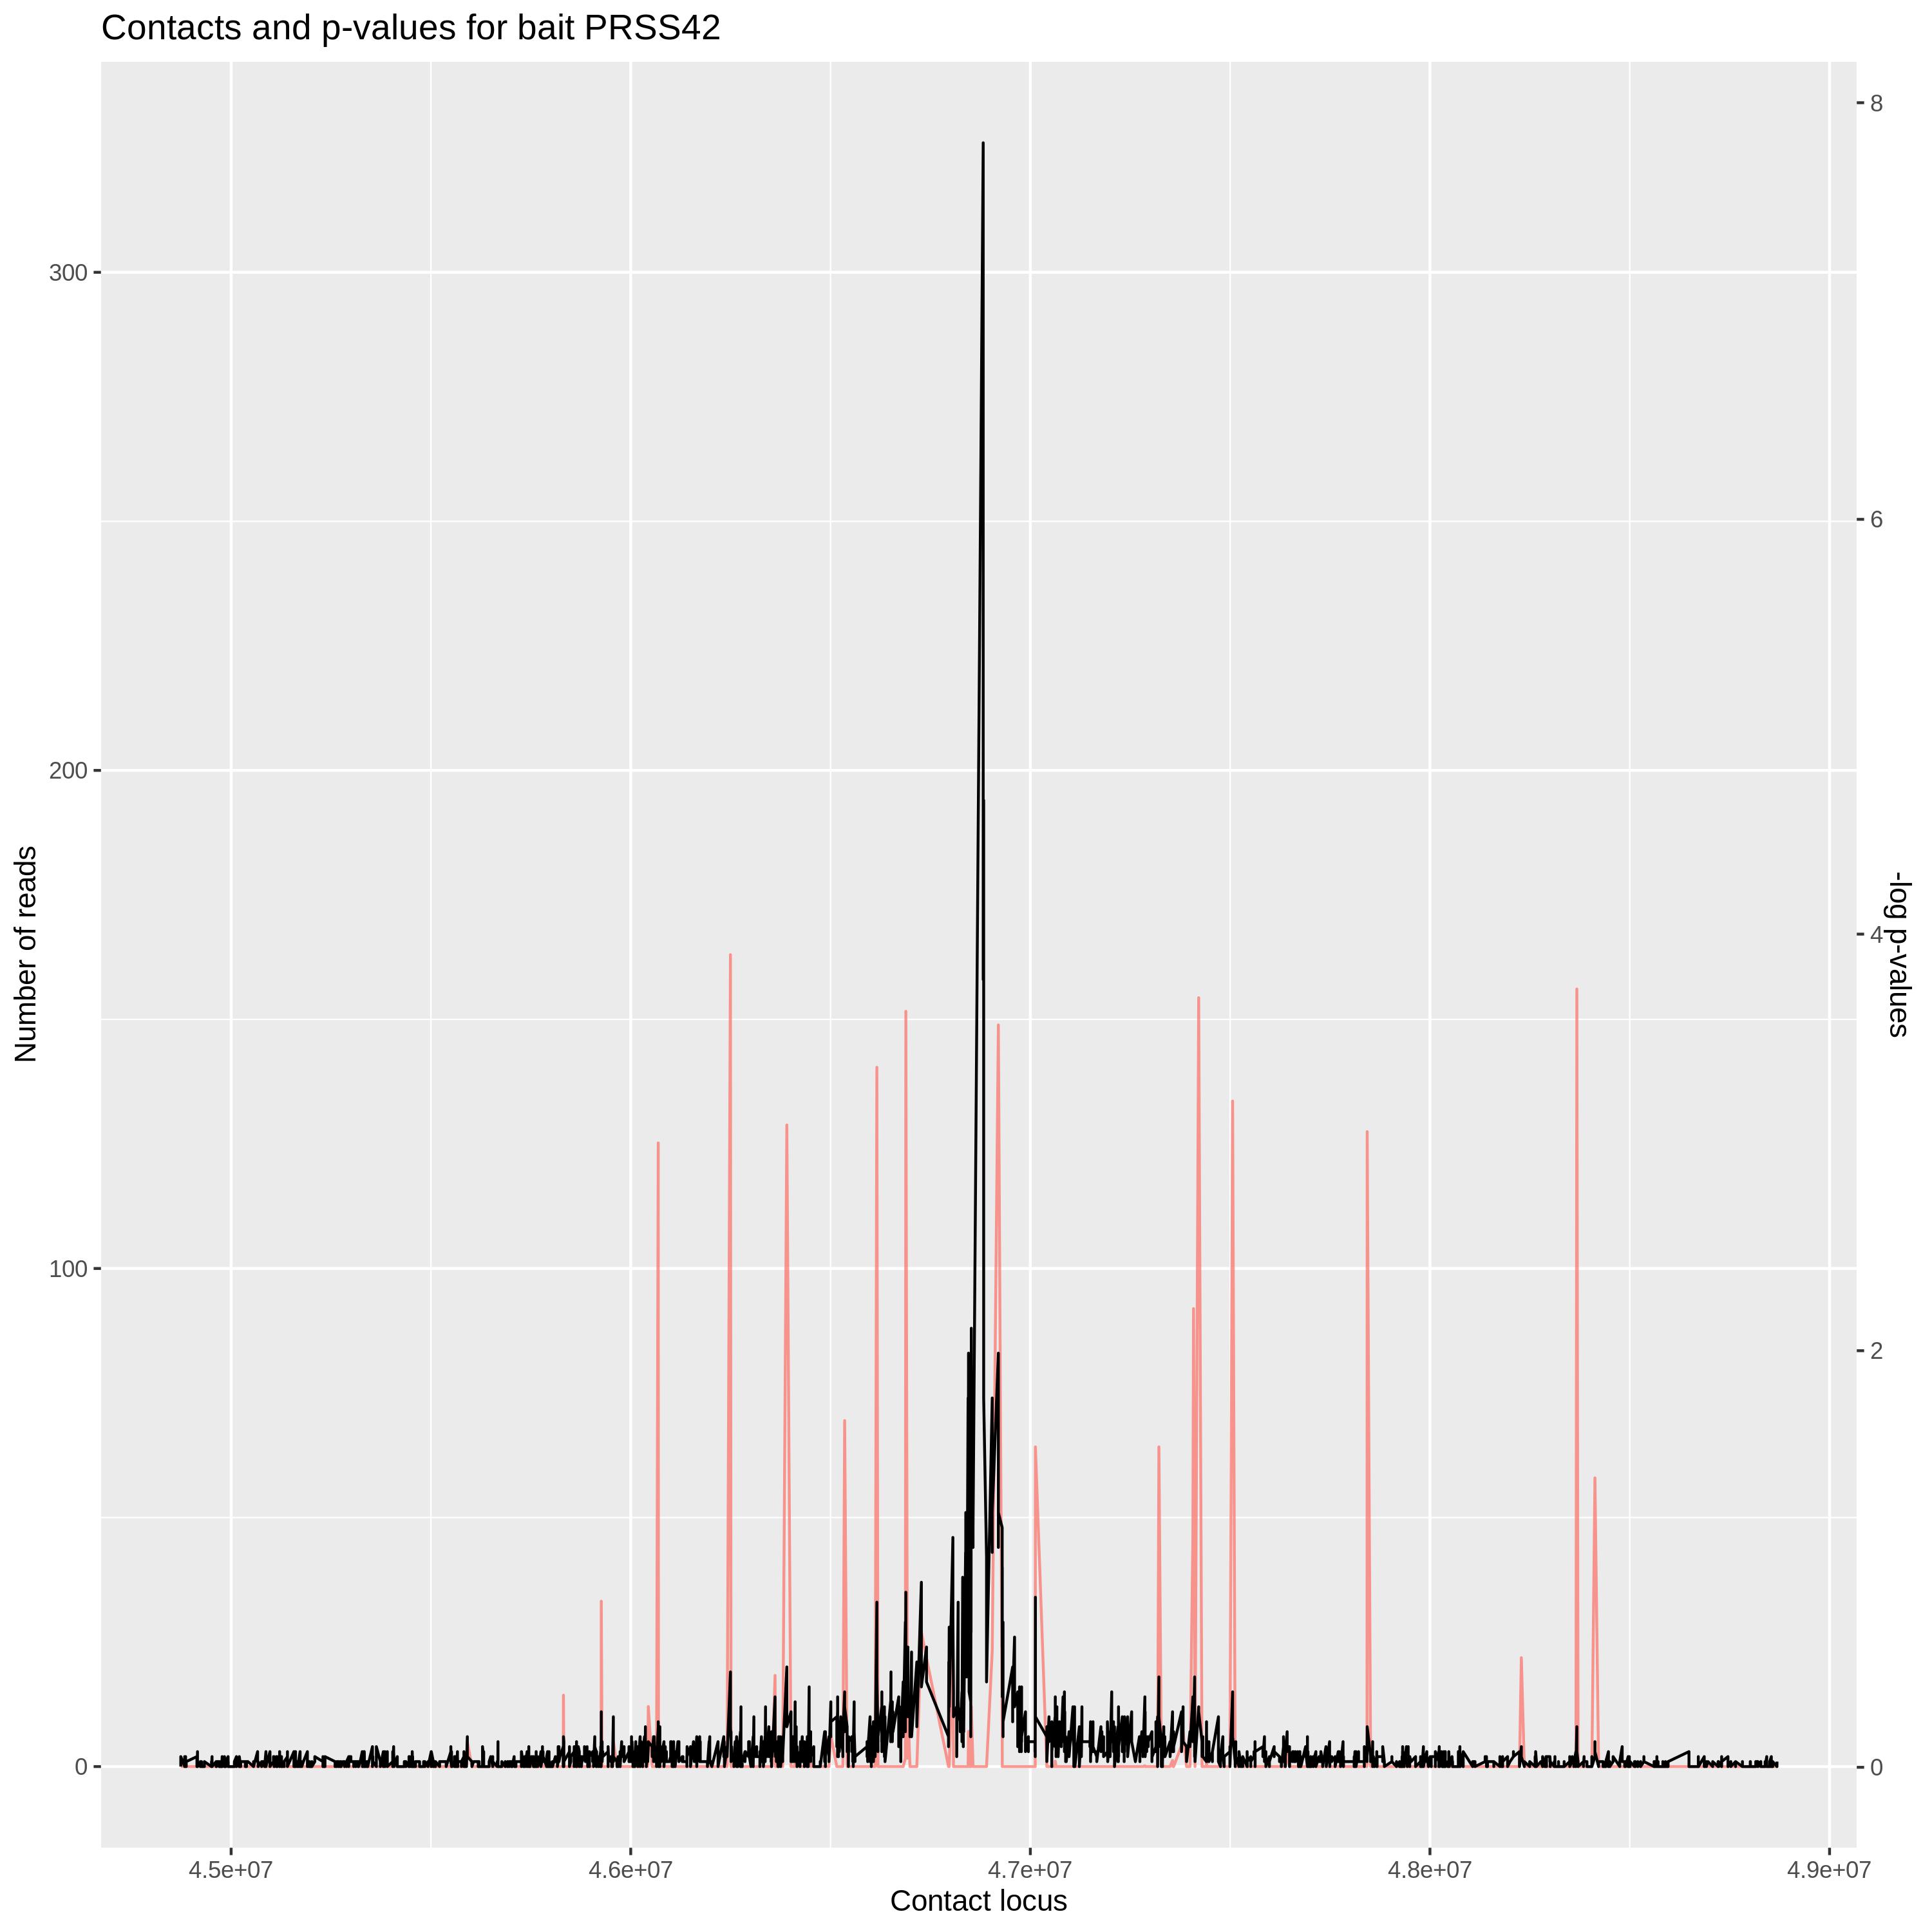 Contacts and p-values for bait PRSS42
300
200
100
0
Number of reads
8
6
4
2
0
-log p-values
4.5e+07
4.6e+07
4.7e+07
4.8e+07
4.9e+07
Contact locus